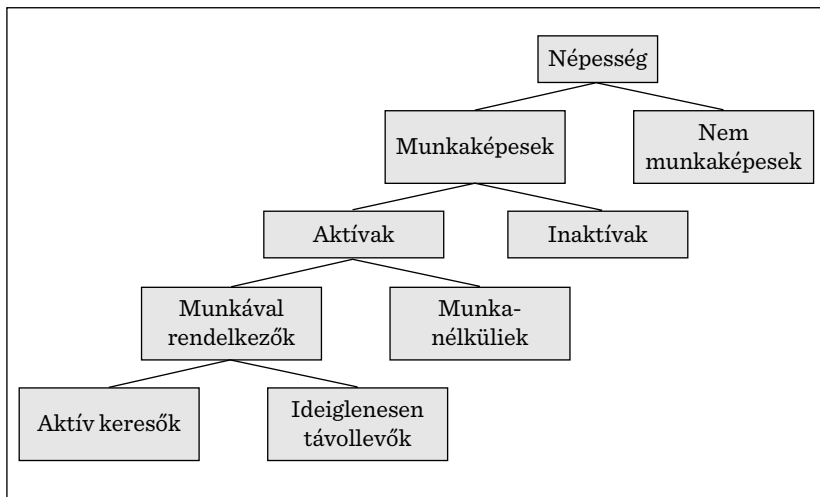 Népesség
Munkaképesek
Nem
munkaképesek
Aktívak
Inaktívak
Munkával
rendelkezők
Munka-
nélküliek
Aktív keresők
Ideiglenesen
távollevők